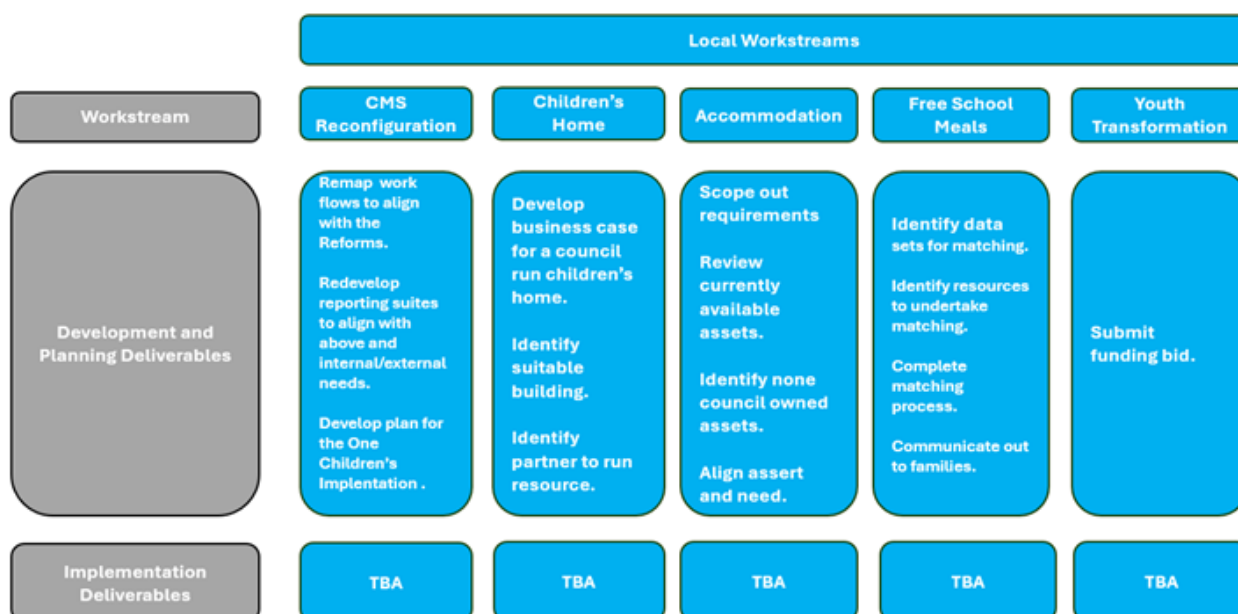 Local Workstreams
Workstream
CMS
Reconfiguration
Children's
Home
Accommodation
Free School
Meals
Youth
Transformation
Development and
Planning Deliverables
Remap work
flows to align
with the
Reforms.
Redevelop
reporting suites
to align with
above and
internal/external
needs.
Develop plan for
the One
Children's
Implentation .
Develop
business case
for a council
run children's
home.
Identify
suitable
building.
Identify
partner to run
resource.
Scope out
requirements
Review
currently
available
assets.
Identify none
council owned
assets.
Align assert
and need.
Identify data
sets for matching.
Identify resources
to undertake
matching.
Complete
matching
process.
Communicate out
to families.
Submit
funding bid.
Implementation
Deliverables
TBA
TBA
TBA
TBA
TBA